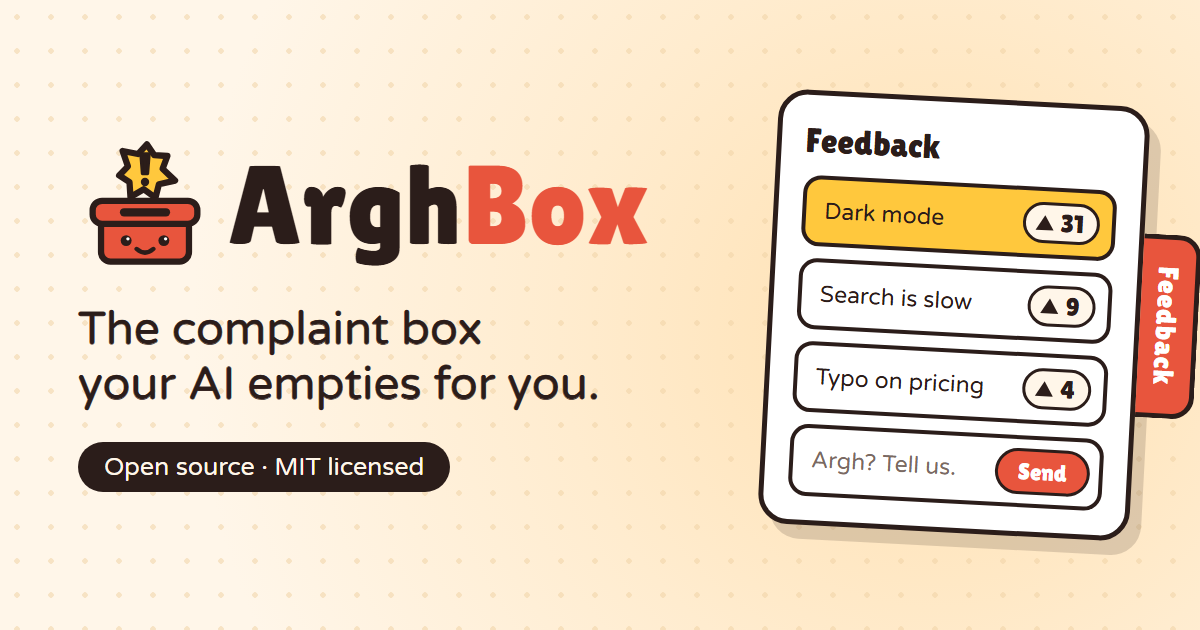 ArghBox
The complaint box
your AI empties for you.
Open source · MIT licensed
Feedback
Dark mode ▲ 31
Search is slow ▲ 9
Typo on pricing ▲ 4
Argh? Tell us. Send
Feedback